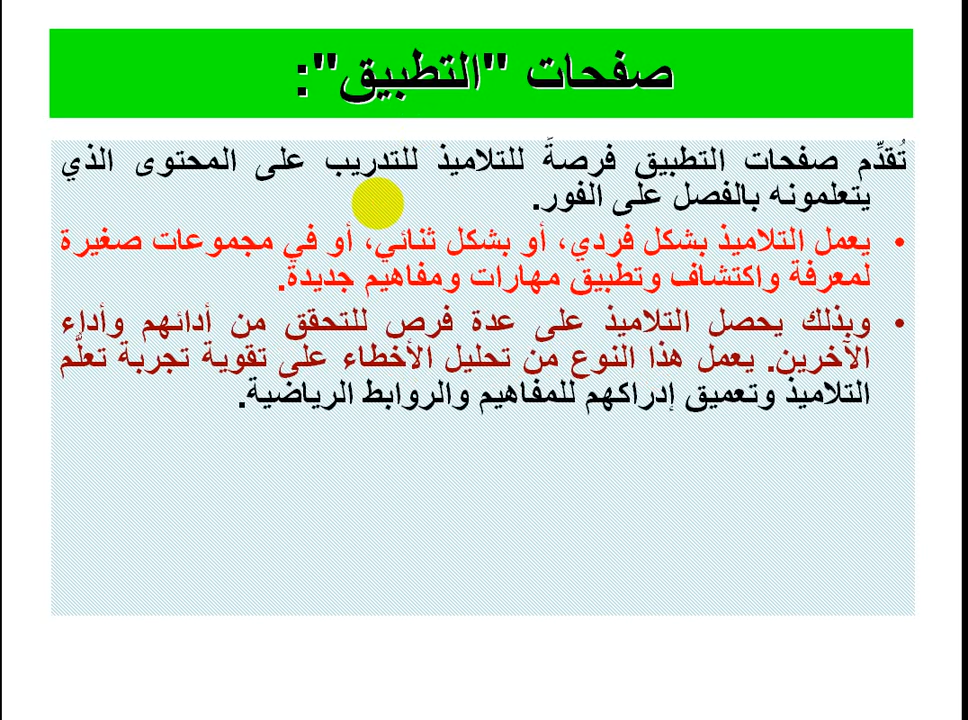 صفحات "التطبيق":
تُقدِّم صفحات التطبيق فرصةً للتلاميذ للتدريب على المحتوى الذي
يتعلمونه بالفصل على الفور.
• يعمل التلاميذ بشكل فردي، أو بشكل ثنائي، أو في مجموعات صغيرة
لمعرفة واكتشاف وتطبيق مهارات ومفاهيم جديدة.
• وبذلك يحصل التلاميذ على عدة فرص للتحقق من أدائهم وأداء
الآخرين. يعمل هذا النوع من تحليل الأخطاء على تقوية تجربة تعلُّم
التلاميذ وتعميق إدراكهم للمفاهيم والروابط الرياضية.